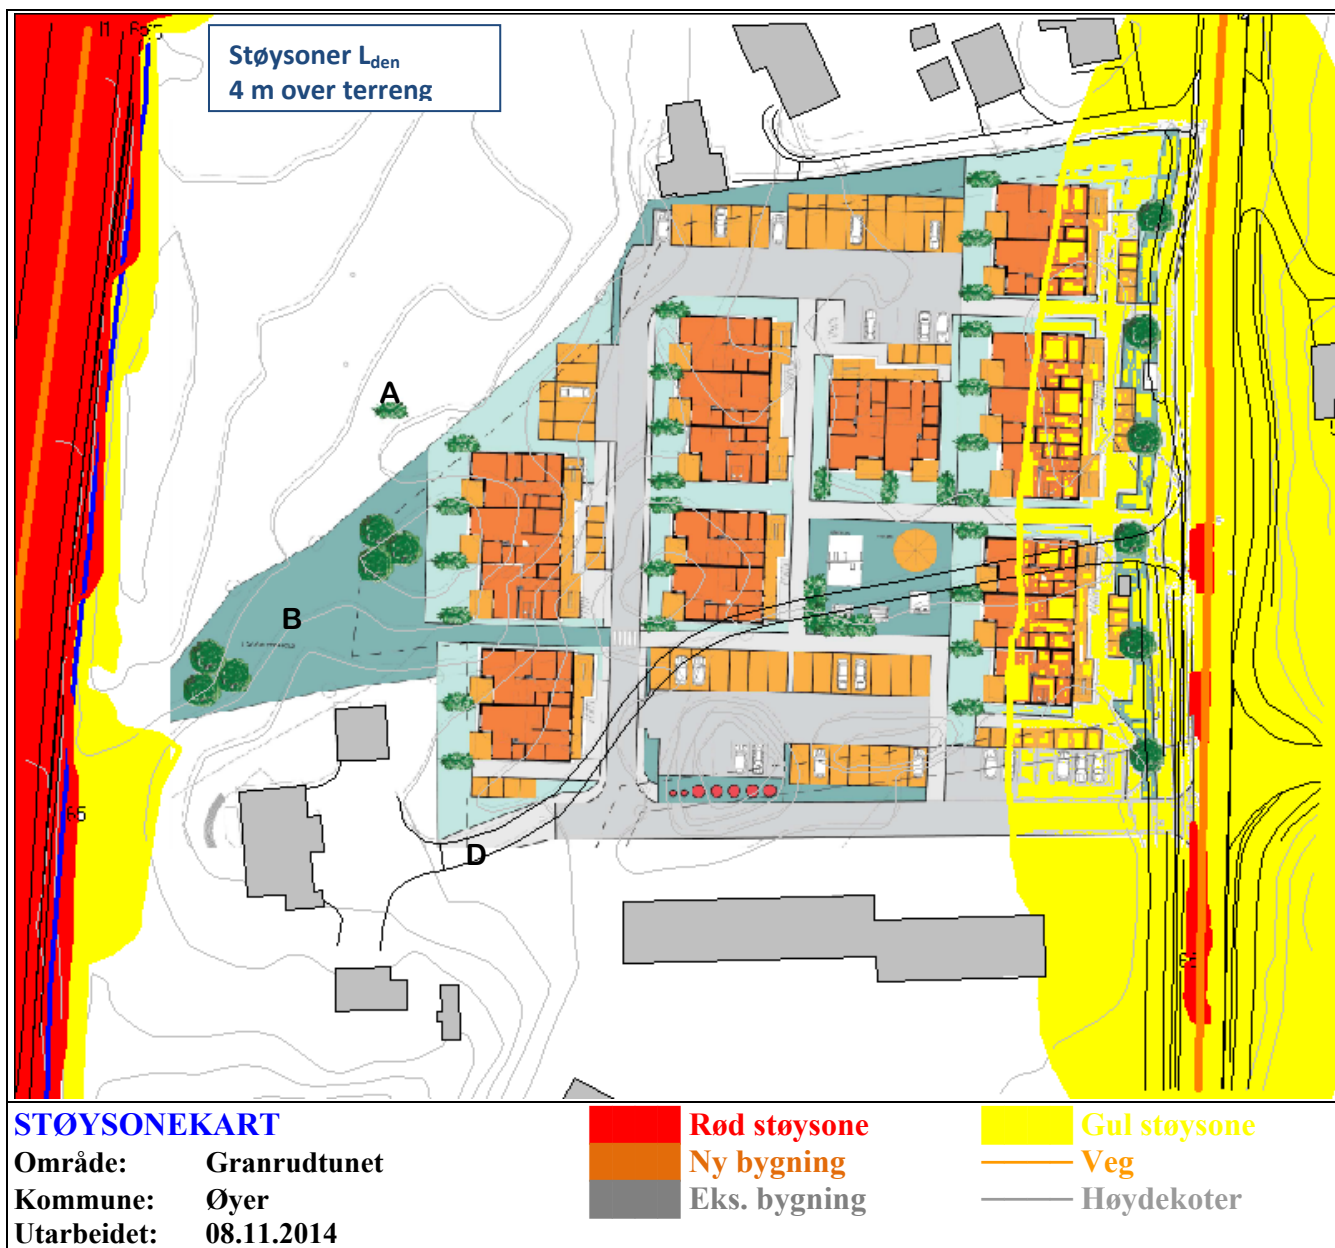 Støysoner Lden
4 m over terreng
A
B
D
65
STØYSONEKART
Område: Granrudtunet
Kommune: Øyer
Utarbeidet: 08.11.2014
Rød støysone
Ny bygning
Eks. bygning
Gul støysone
Veg
Høydekoter